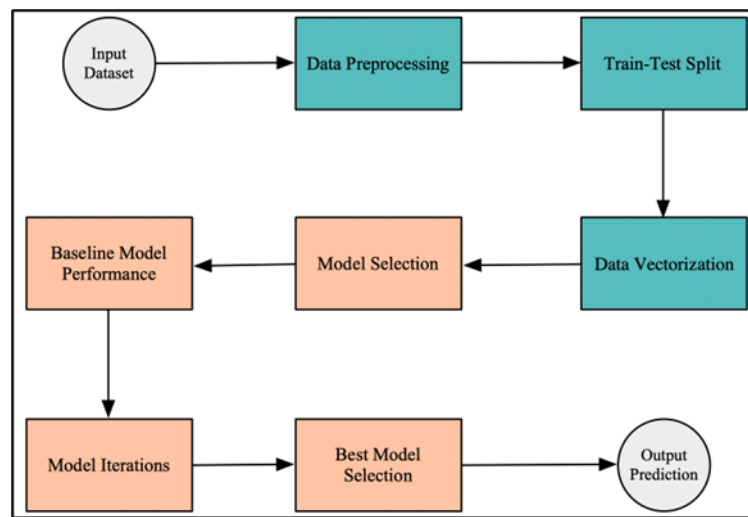 Input
Dataset
Data Preprocessing
Train-Test Split
Baseline Model
Performance
Model Selection
Data Vectorization
Model Iterations
Best Model
Selection
Output
Prediction